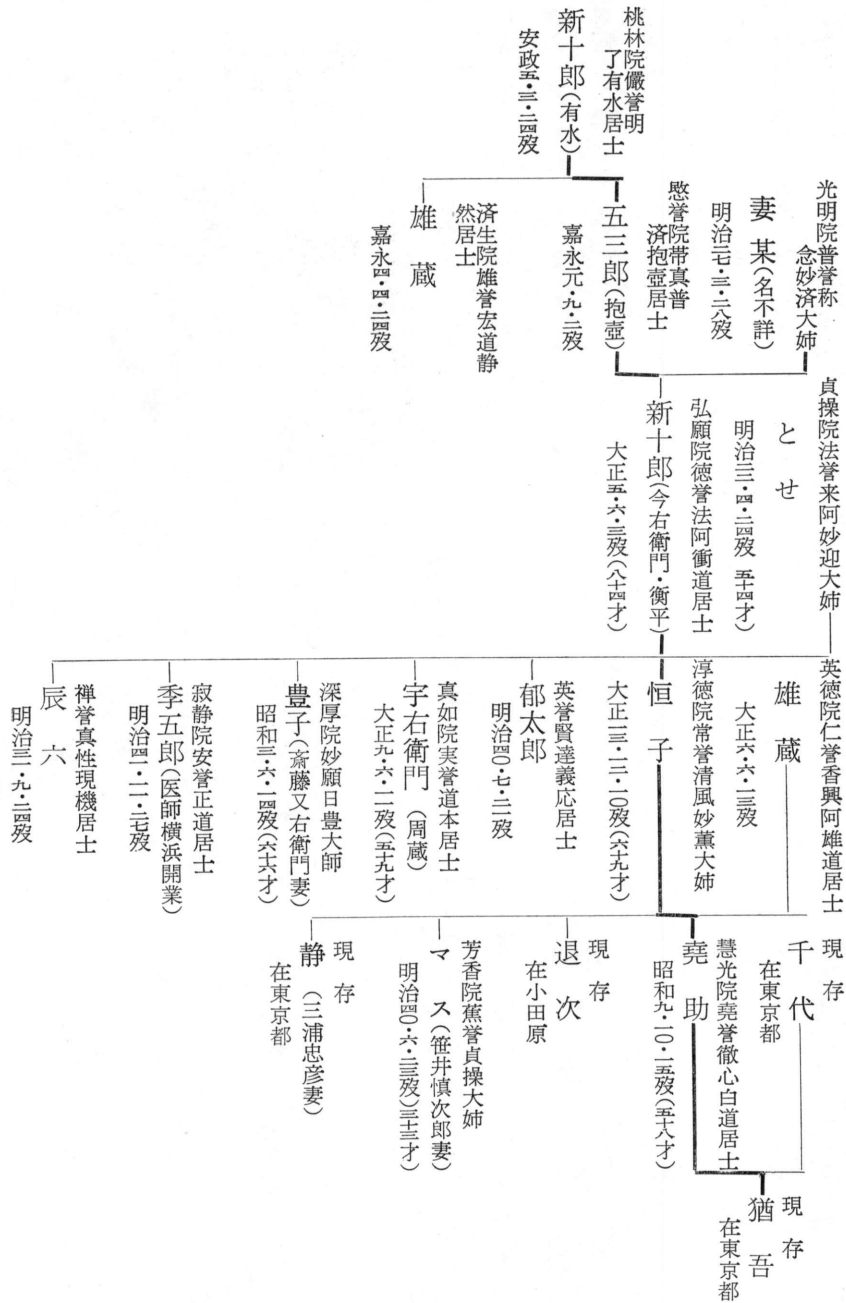 桃林院儼誉明
了有水居士
新十郎（有水）
安政五・三・二四歿
光明院普誉称
念妙済大姉
妻　某（名不詳）
明治二七・三・二八歿
愍誉院帯真普
済抱壺居士
五三郎（抱壺）
嘉永元・九・二歿
済生院雄誉宏道静
然居士
雄　蔵
嘉永四・四・二四歿
貞操院法誉来阿妙迎大姉
と　せ
明治三三・四・二四歿　五十四才）
弘願院徳誉法阿衝道居士
新十郎（今右衛門・衡平）
大正五・六・三歿（八十四才）
英徳院仁誉香興阿雄道居士
雄　蔵
大正六・六・一三歿
淳徳院常誉清風妙薫大姉
恒　子
大正一三・一二・一〇歿（六十九才）
英誉賢達義応居士
郁太郎
明治四〇・七・二一歿
真如院実誉道本居士
宇右衛門　（周蔵）
大正九・六・一一歿（五十九才）
深厚院妙願日豊大師
豊子（斎藤又右衛門妻）
昭和三・六・一四歿（六十六才）
寂静院安誉正道居士
季五郎（医師横浜開業）
明治四一・一一・二七歿
禅誉真性現機居士
辰　六
明治三一・九・二四歿
現　存
千　代
在東京都
慧光院堯誉徹心白道居士
堯　助
昭和九・一〇・一五歿（五十八才）
現　存
退　次
在小田原
芳香院蕉誉貞操大姉
マ　ス（笹井慎次郎妻）
明治四〇・六・二三歿）三十三才）
現　存
静　（三浦忠彦妻）
在東京都
現　存
猶　吾
在東京都